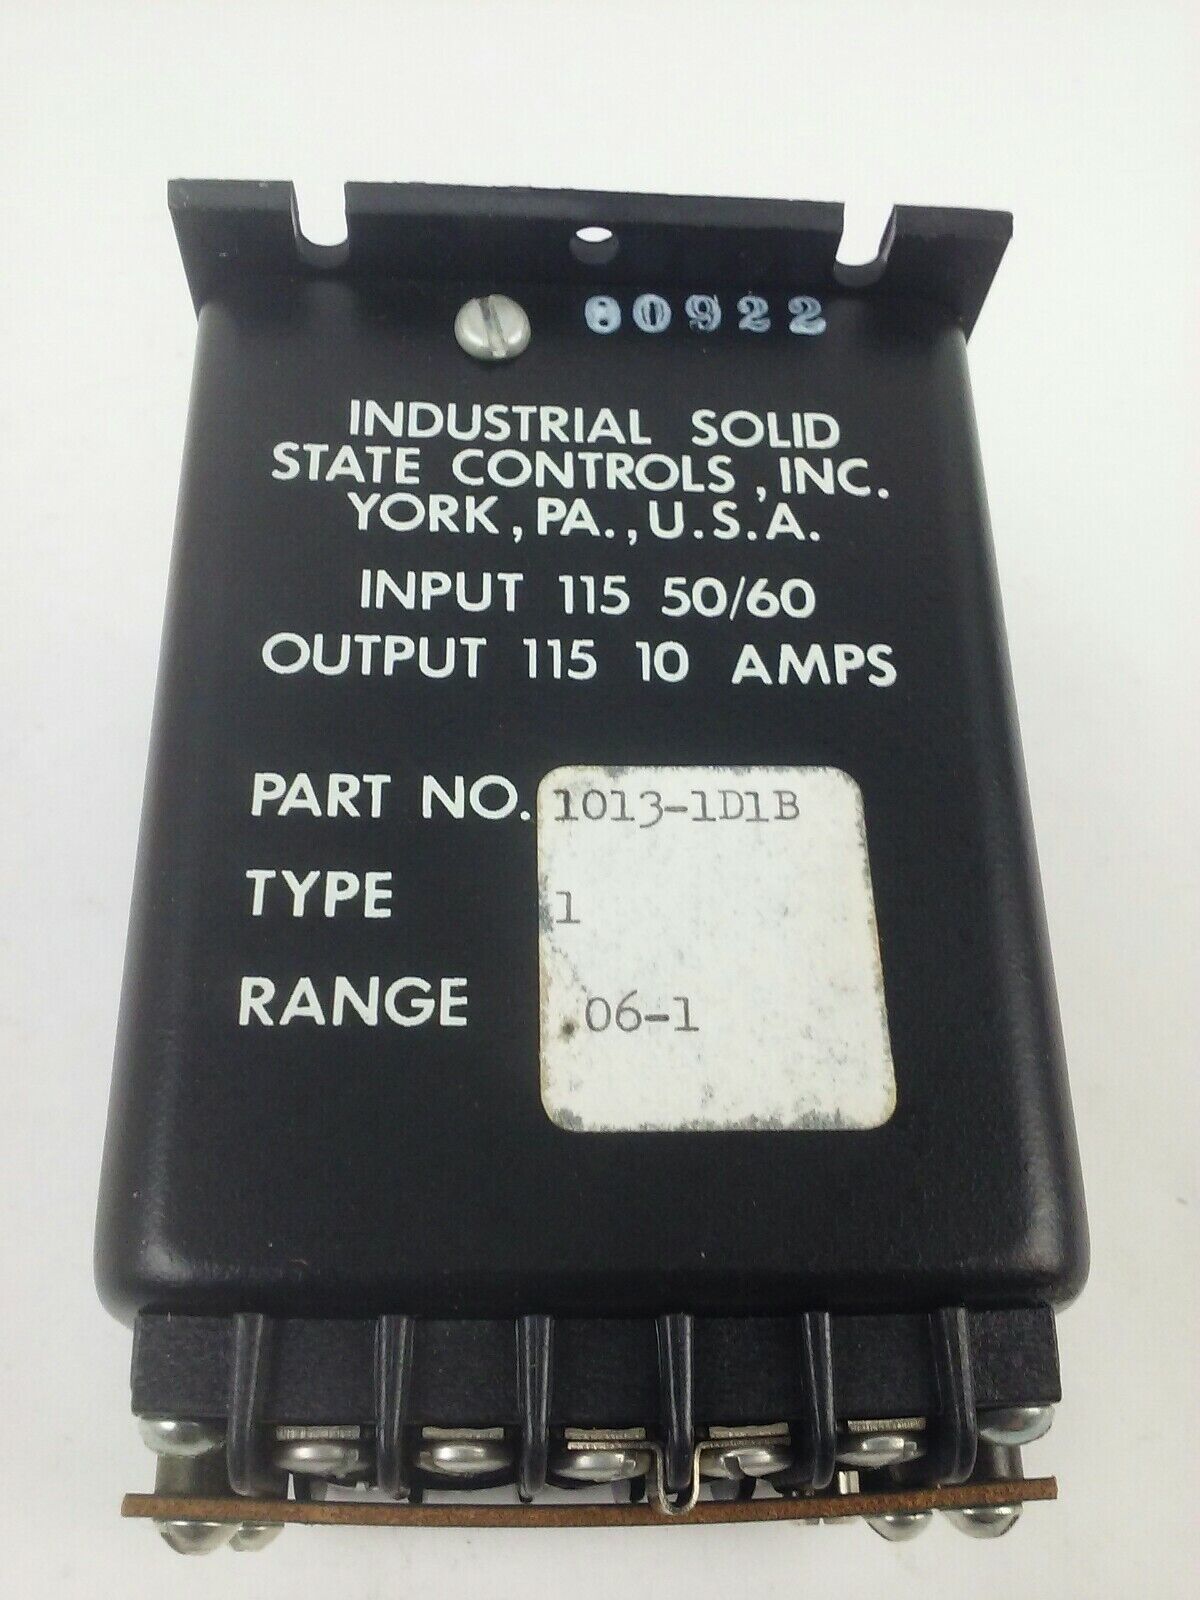 60922
INDUSTRIAL SOLID
STATE CONTROLS, INC.
YORK, PA., U.S.A.
INPUT 115 50/60
OUTPUT 115 10 AMPS
PART NO. 1013-1D1B
TYPE 1
RANGE .06-1